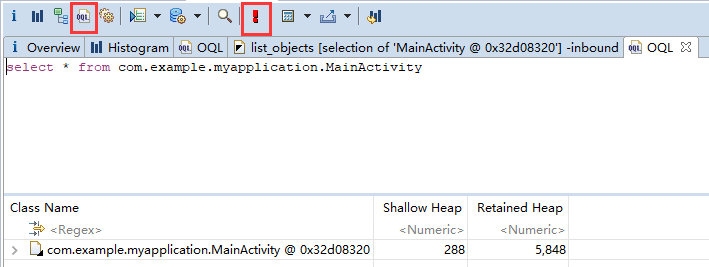 i OQL !
i Overview Histogram OQL list_objects [selection of 'MainActivity @ 0x32d08320'] -inbound OQL
select * from com.example.myapplication.MainActivity
Class Name Shallow Heap Retained Heap
<Regex> <Numeric> <Numeric>
com.example.myapplication.MainActivity @ 0x32d08320 288 5,848